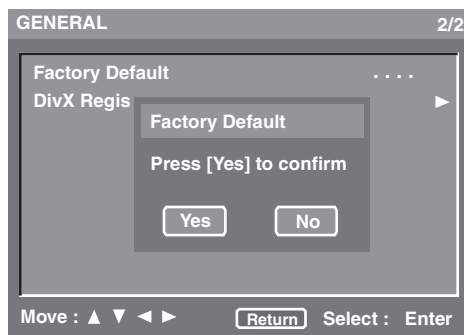 GENERAL 2/2
Factory Default ....
DivX Regis
Factory Default
Press [Yes] to confirm
Yes No
Move : ▲ ▼ ◄ ► Return Select : Enter